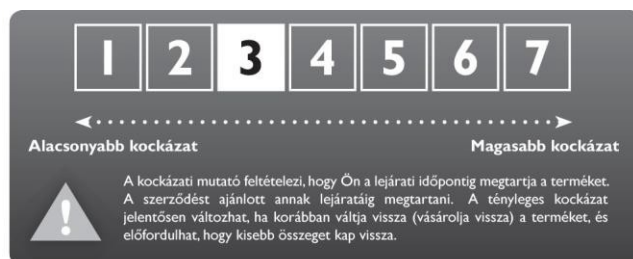 1 2 3 4 5 6 7
Alacsonyabb kockázat Magasabb kockázat
A kockázati mutató feltételezi, hogy Ön a lejárati időpontig megtartja a terméket.
A szerződést ajánlott annak lejáratáig megtartani. A tényleges kockázat
jelentősen változhat, ha korábban váltja vissza (vásárolja vissza) a terméket, és
előfordulhat, hogy kisebb összeget kap vissza.